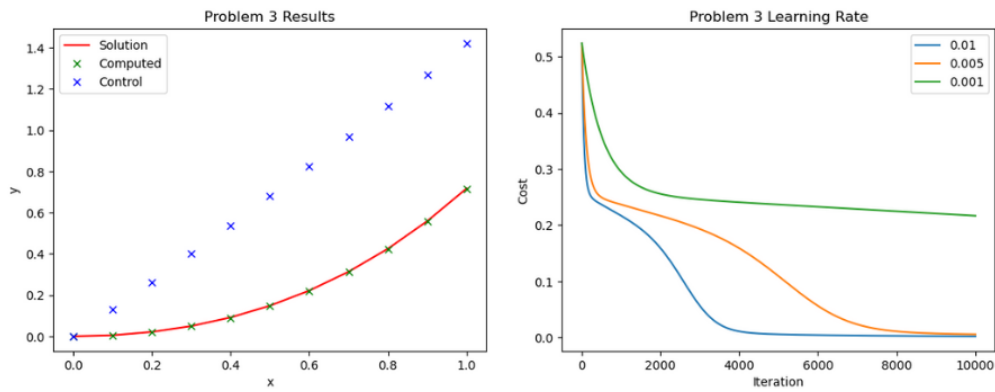 Problem 3 Results
1.4
1.2
1.0
0.8
0.6
0.4
0.2
0.0
y
Solution
Computed
Control
0.0 0.2 0.4 0.6 0.8 1.0
x
Problem 3 Learning Rate
0.5
0.4
0.3
0.2
0.1
0.0
Cost
0.01
0.005
0.001
0 2000 4000 6000 8000 10000
Iteration